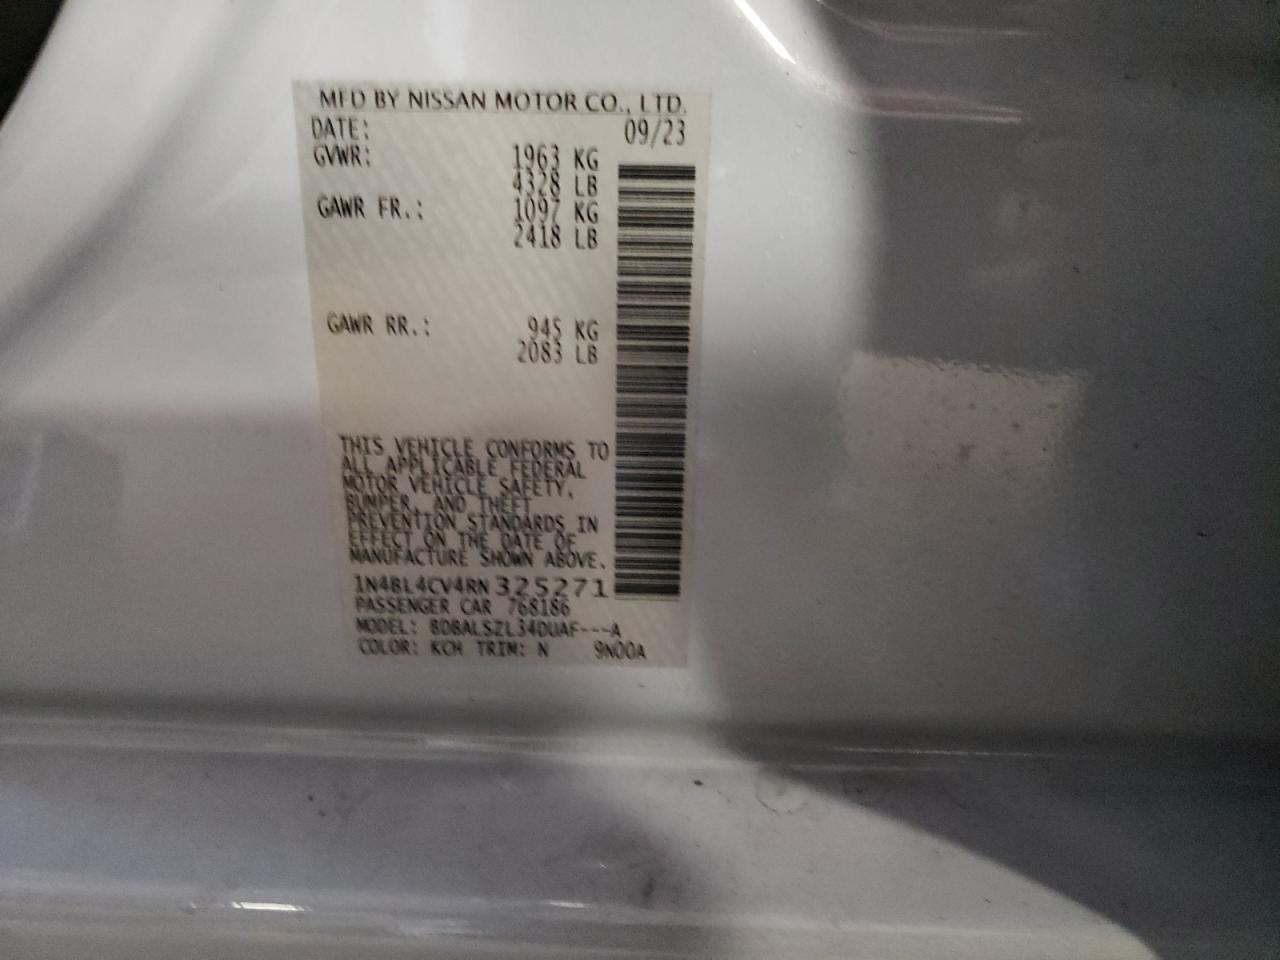 MFD BY NISSAN MOTOR CO., LTD.
DATE: 09/23
GVWR: 1963 KG
4328 LB
GAWR FR.: 1097 KG
2418 LB
GAWR RR.: 945 KG
2083 LB
THIS VEHICLE CONFORMS TO
ALL APPLICABLE FEDERAL
MOTOR VEHICLE SAFETY,
BUMPER, AND THEFT
PREVENTION STANDARDS IN
EFFECT ON THE DATE OF
MANUFACTURE SHOWN ABOVE.
1N4BL4CV4RN325271
PASSENGER CAR 768186
MODEL: BDBALSZL34DUAF---A
COLOR: KCH TRIM: N 9N00A